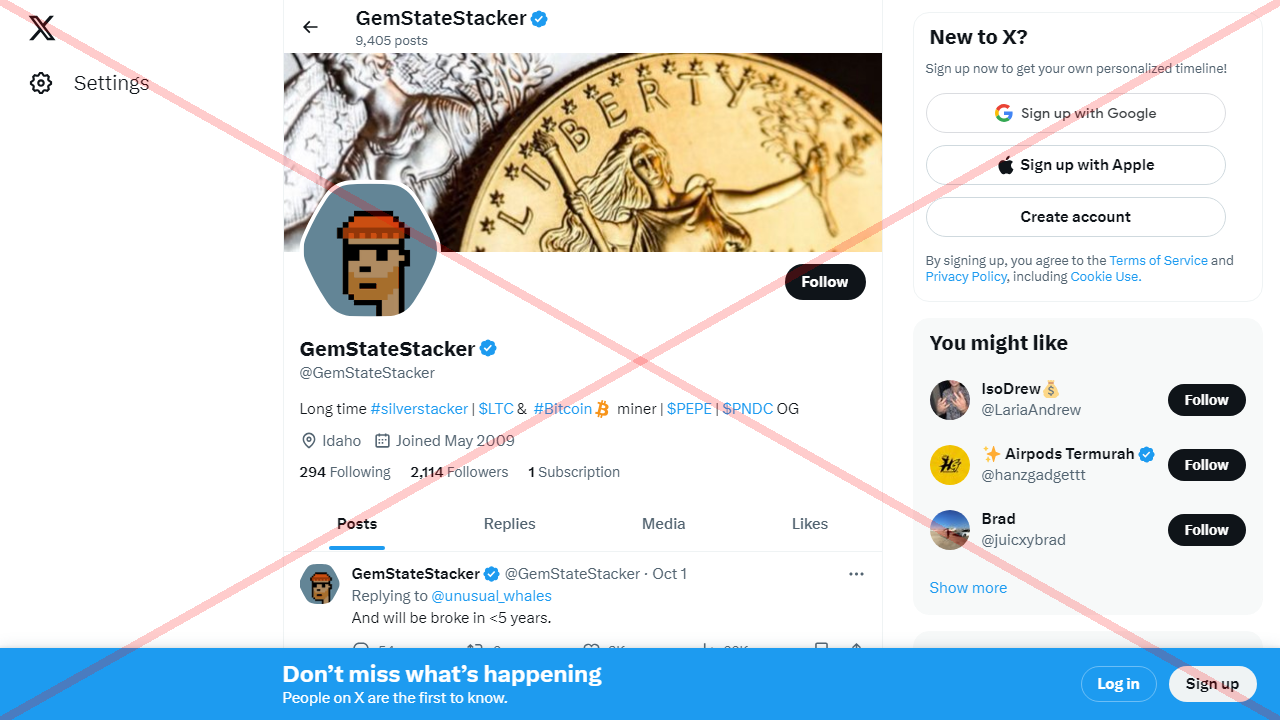 GemStateStacker
9,405 posts
Settings
LIBERTY
Follow
GemStateStacker
@GemStateStacker
Long time #silverstacker | $LTC & #Bitcoin miner | $PEPE | $PNDC OG
Idaho Joined May 2009
294 Following 2,114 Followers 1 Subscription
Posts Replies Media Likes
GemStateStacker @GemStateStacker · Oct 1
Replying to @unusual_whales
And will be broke in <5 years.
New to X?
Sign up now to get your own personalized timeline!
Sign up with Google
Sign up with Apple
Create account
By signing up, you agree to the Terms of Service and
Privacy Policy, including Cookie Use.
You might like
IsoDrew💰
@LariaAndrew
Follow
✨ Airpods Termurah
@hanzgadgettt
Follow
Brad
@juicxybrad
Follow
Show more
Don’t miss what’s happening
People on X are the first to know.
Log in
Sign up